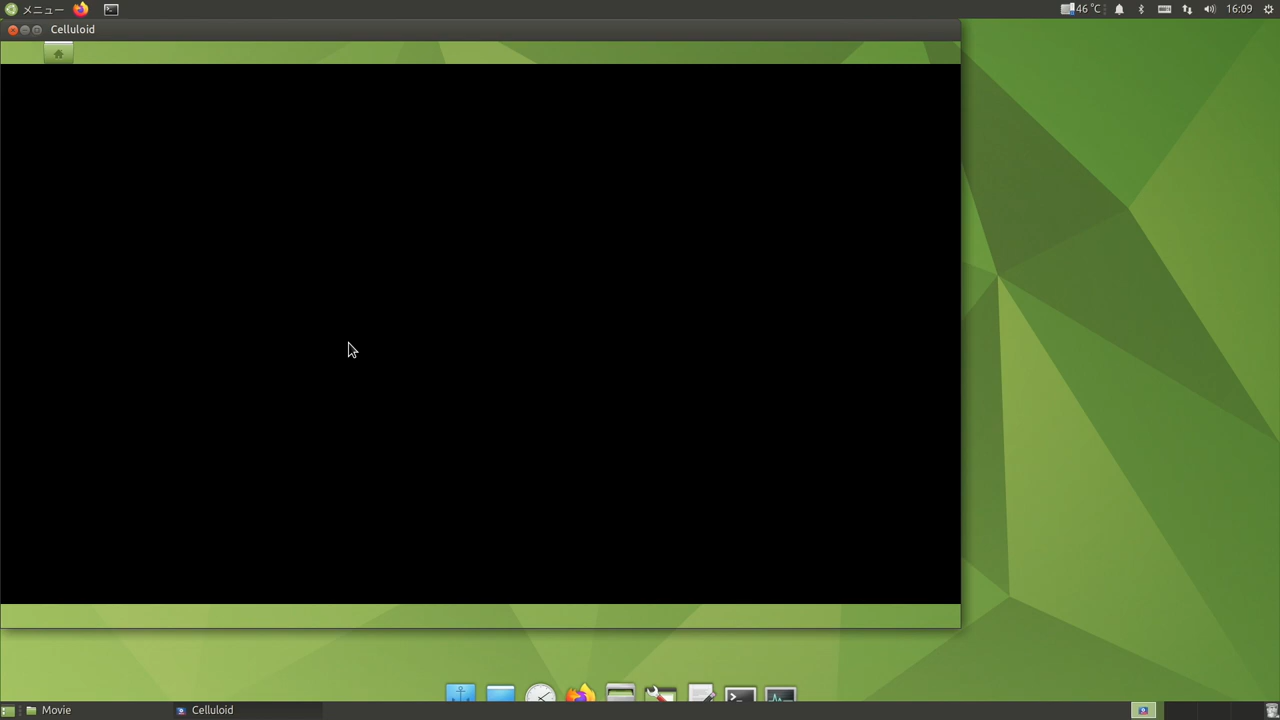 メニュー
46 ℃
16:09
Celluloid
Movie
Celluloid